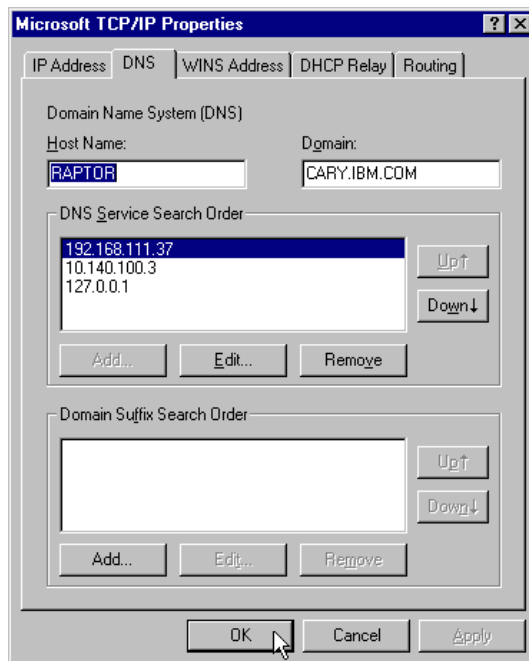 Microsoft TCP/IP Properties
IP Address DNS WINS Address DHCP Relay Routing
Domain Name System (DNS)
Host Name: Domain:
RAPTOR CARY.IBM.COM
DNS Service Search Order
192.168.111.37
10.140.100.3
127.0.0.1
Up↑
Down↓
Add... Edit... Remove
Domain Suffix Search Order
Up↑
Down↓
Add... Edit... Remove
OK Cancel Apply